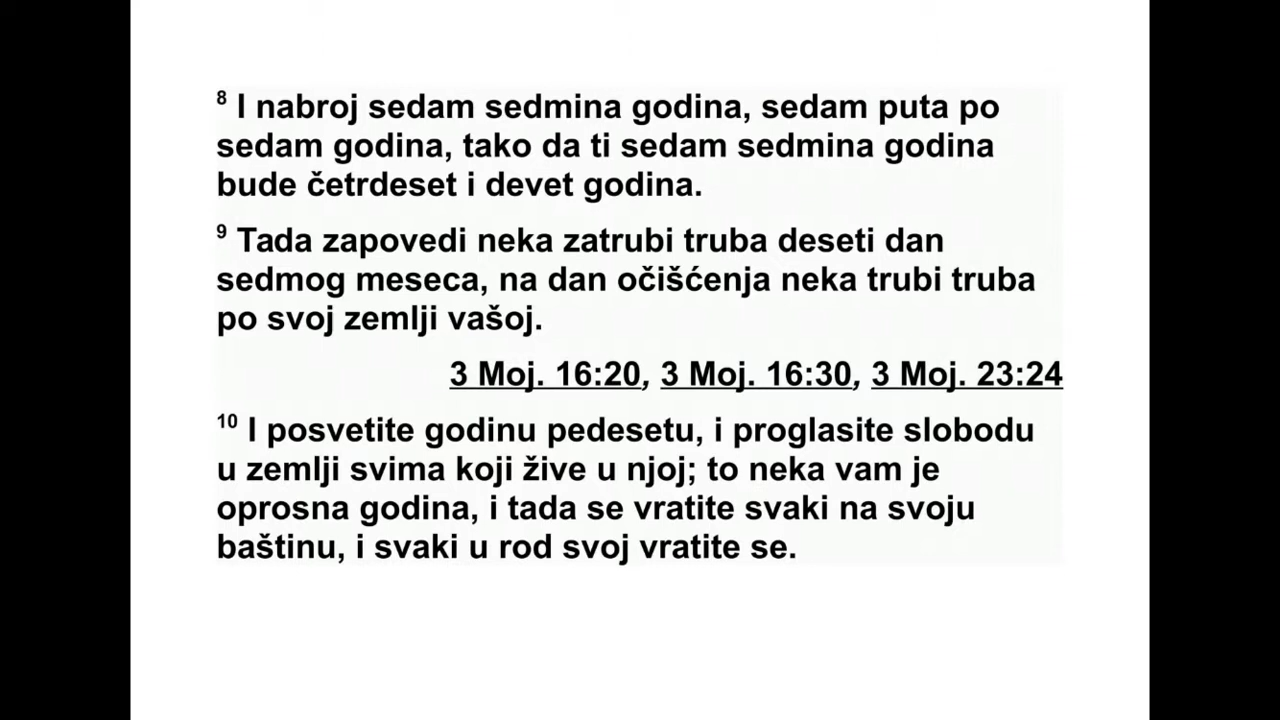 8 I nabroj sedam sedmina godina, sedam puta po
sedam godina, tako da ti sedam sedmina godina
bude četrdeset i devet godina.
9 Tada zapovedi neka zatrubi truba deseti dan
sedmog meseca, na dan očišćenja neka trubi truba
po svoj zemlji vašoj.
3 Moj. 16:20, 3 Moj. 16:30, 3 Moj. 23:24
10 I posvetite godinu pedesetu, i proglasite slobodu
u zemlji svima koji žive u njoj; to neka vam je
oprosna godina, i tada se vratite svaki na svoju
baštinu, i svaki u rod svoj vratite se.